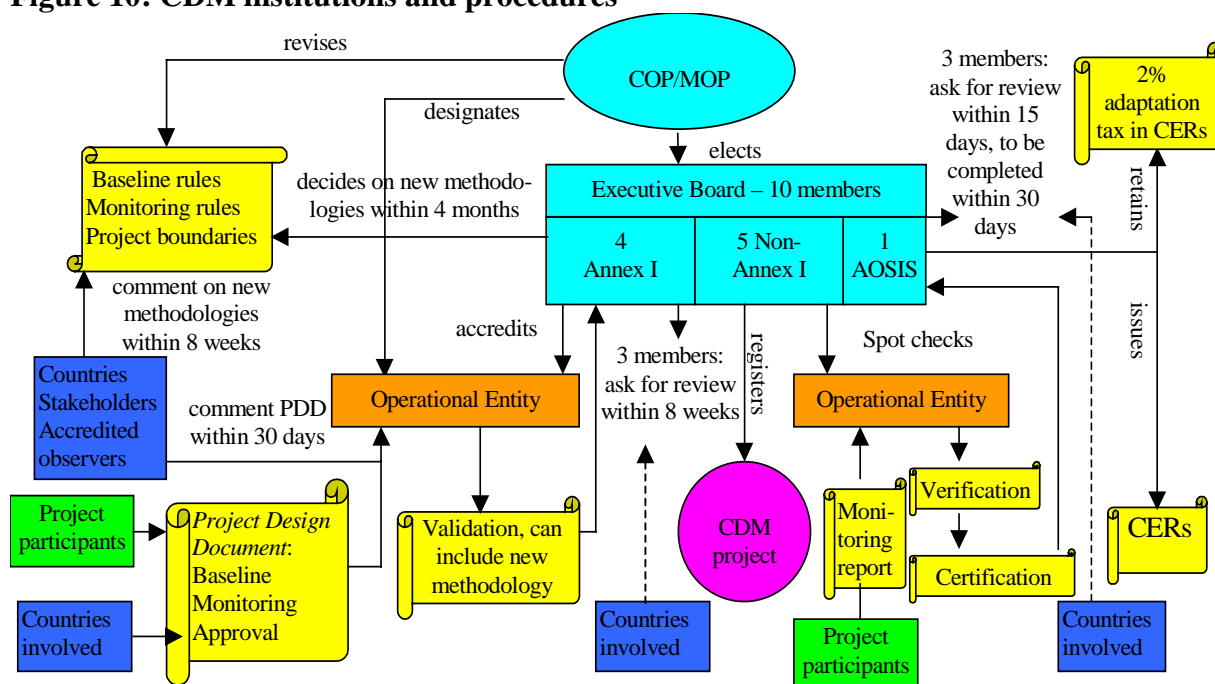 Figure 10: CDM institutions and procedures
revises
COP/MOP
designates
elects
3 members:
ask for review
within 15
days, to be
completed
within 30
days
2%
adaptation
tax in CERs
retains
Baseline rules
Monitoring rules
Project boundaries
decides on new methodo-
logies within 4 months
Executive Board – 10 members
4
Annex I
5 Non-
Annex I
1
AOSIS
comment on new
methodologies
within 8 weeks
accredits
3 members:
ask for review
within 8 weeks
registers
Spot checks
issues
Countries
Stakeholders
Accredited
observers
comment PDD
within 30 days
Operational Entity
Operational Entity
Project
participants
Project Design
Document:
Baseline
Monitoring
Approval
Validation, can
include new
methodology
CDM
project
Moni-
toring
report
Verification
Certification
CERs
Countries
involved
Countries
involved
Project
participants
Countries
involved